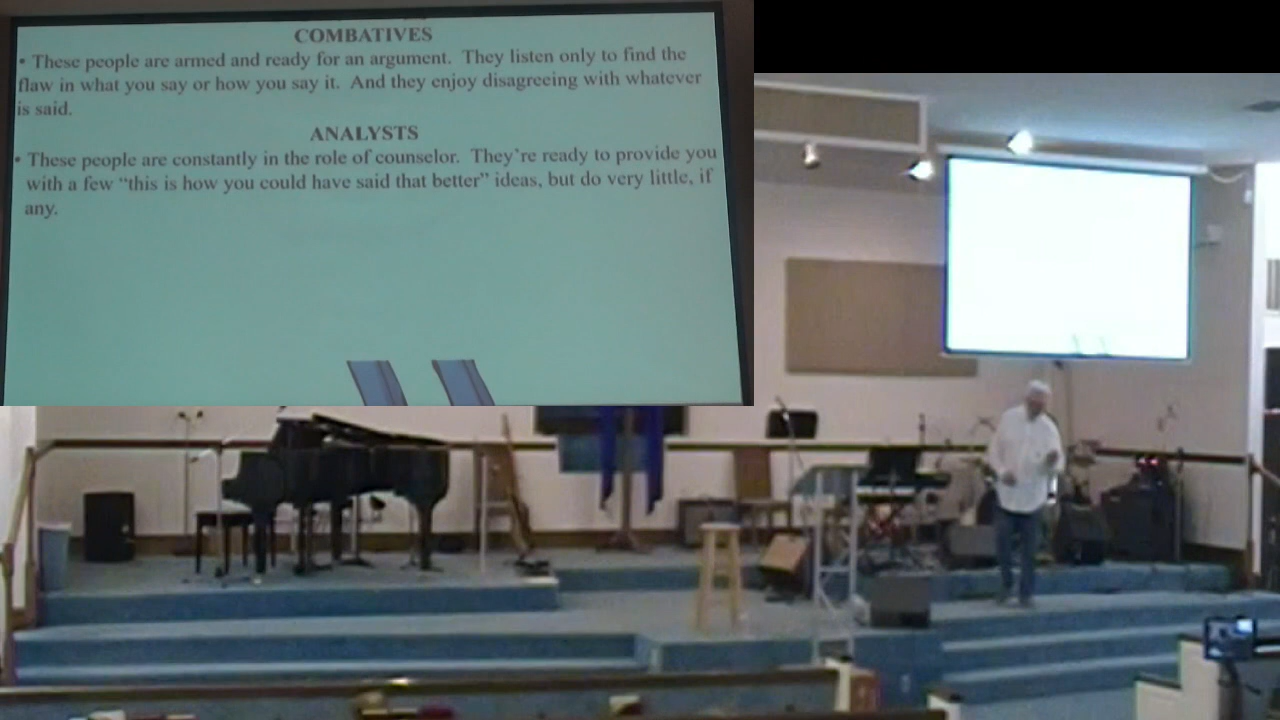 COMBATIVES
• These people are armed and ready for an argument. They listen only to find the
flaw in what you say or how you say it. And they enjoy disagreeing with whatever
is said.
ANALYSTS
• These people are constantly in the role of counselor. They're ready to provide you
with a few “this is how you could have said that better” ideas, but do very little, if
any.